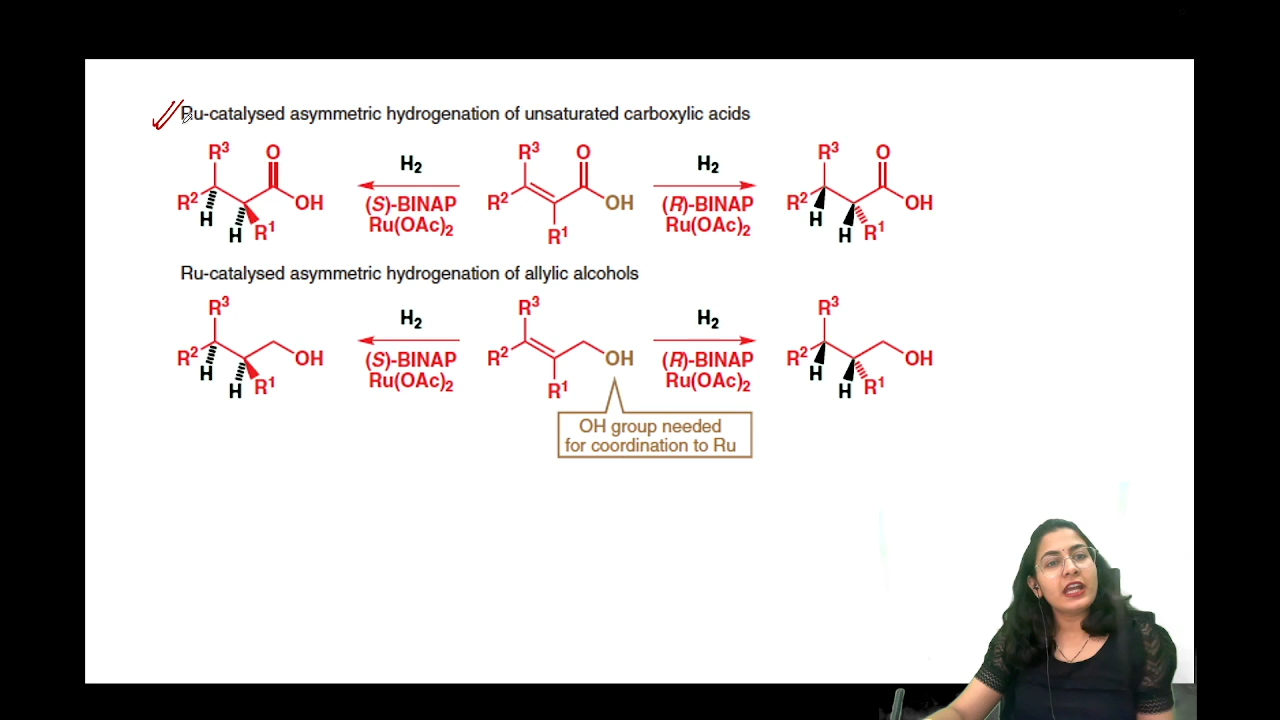 Ru-catalysed asymmetric hydrogenation of unsaturated carboxylic acids
R³ O H₂ R³ O H₂ R³ O
R² OH (S)-BINAP R² OH (R)-BINAP R² OH
H H R¹ Ru(OAc)₂ R¹ Ru(OAc)₂ H H R¹
Ru-catalysed asymmetric hydrogenation of allylic alcohols
R³ H₂ R³ H₂ R³
R² OH (S)-BINAP R² OH (R)-BINAP R² OH
H H R¹ Ru(OAc)₂ R¹ Ru(OAc)₂ H H R¹
OH group needed
for coordination to Ru